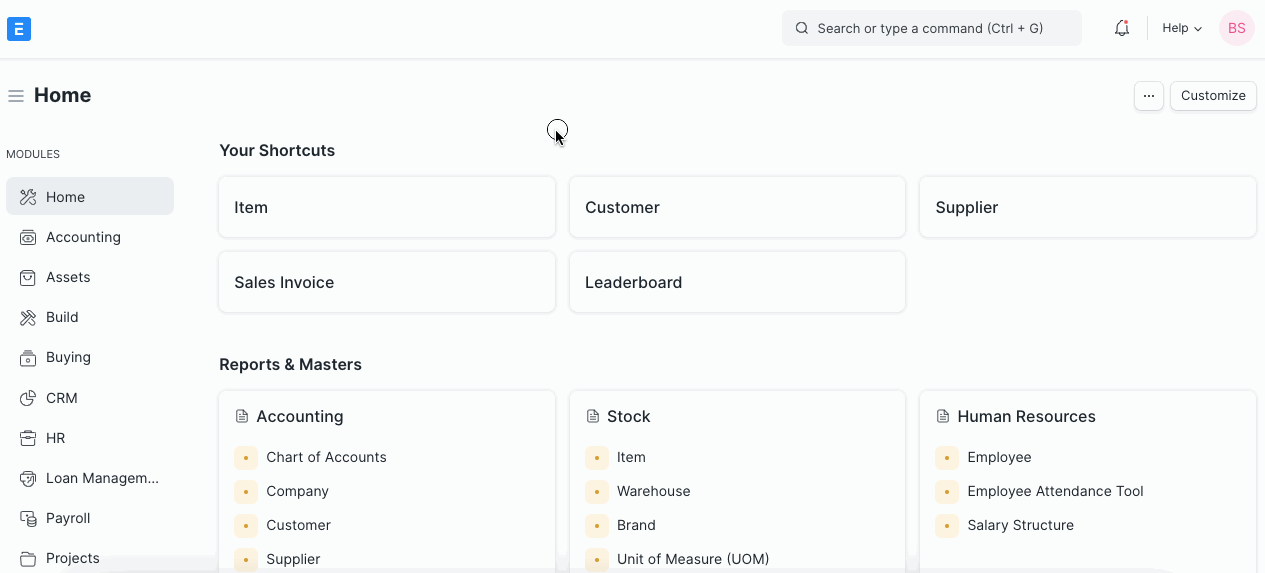 E
Search or type a command (Ctrl + G)
Help
BS
Home
...
Customize
MODULES
Home
Accounting
Assets
Build
Buying
CRM
HR
Loan Managem...
Payroll
Projects
Your Shortcuts
Item
Customer
Supplier
Sales Invoice
Leaderboard
Reports & Masters
Accounting
Chart of Accounts
Company
Customer
Supplier
Stock
Item
Warehouse
Brand
Unit of Measure (UOM)
Human Resources
Employee
Employee Attendance Tool
Salary Structure